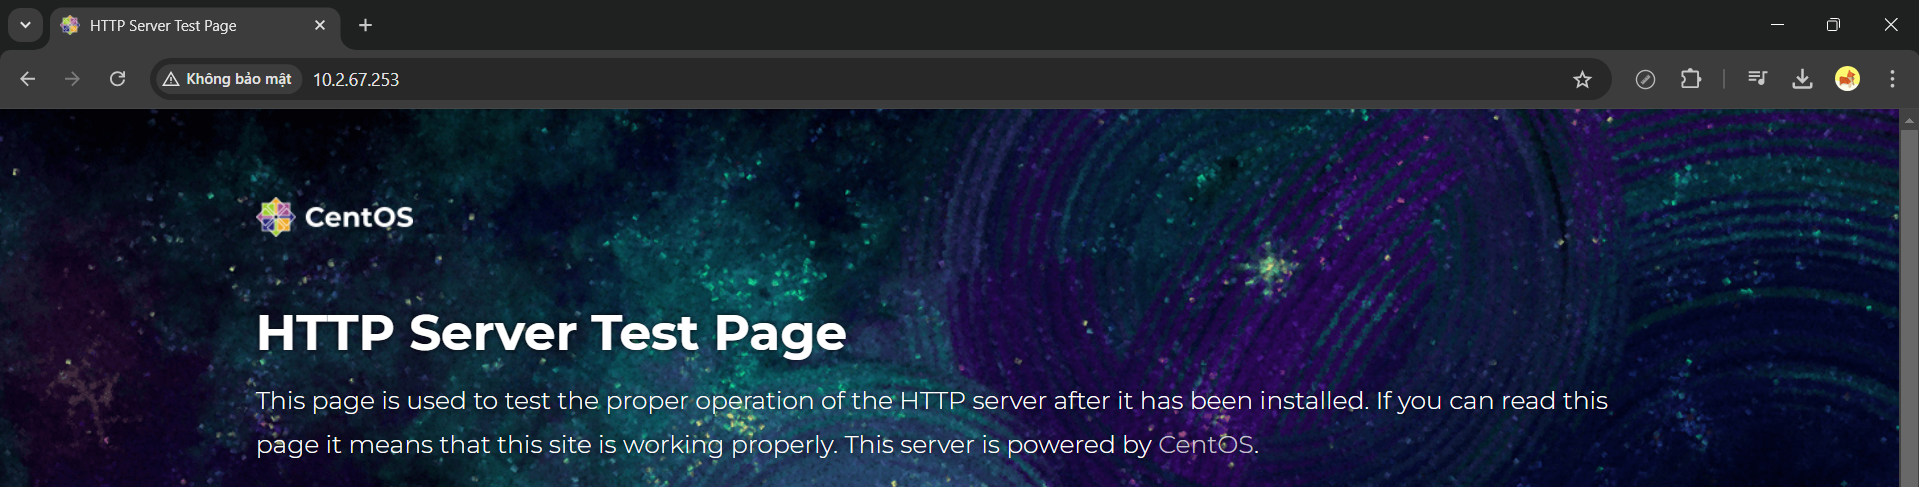 HTTP Server Test Page
Không bảo mật 10.2.67.253
CentOS
HTTP Server Test Page
This page is used to test the proper operation of the HTTP server after it has been installed. If you can read this
page it means that this site is working properly. This server is powered by CentOS.